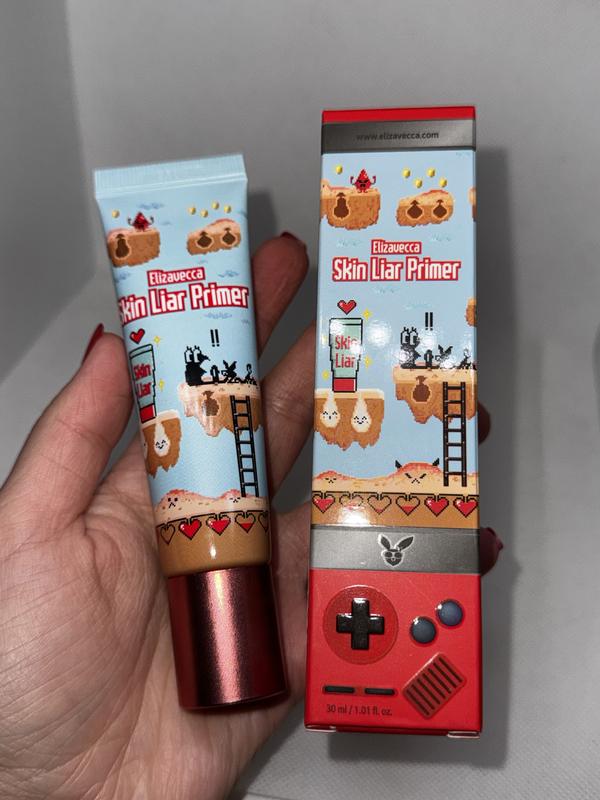 Elizavecca
Skin Liar Primer
!!
Skin
Liar
www.elizavecca.com
Elizavecca
Skin Liar Primer
!!
Skin
Liar
30 ml / 1.01 fl. oz.